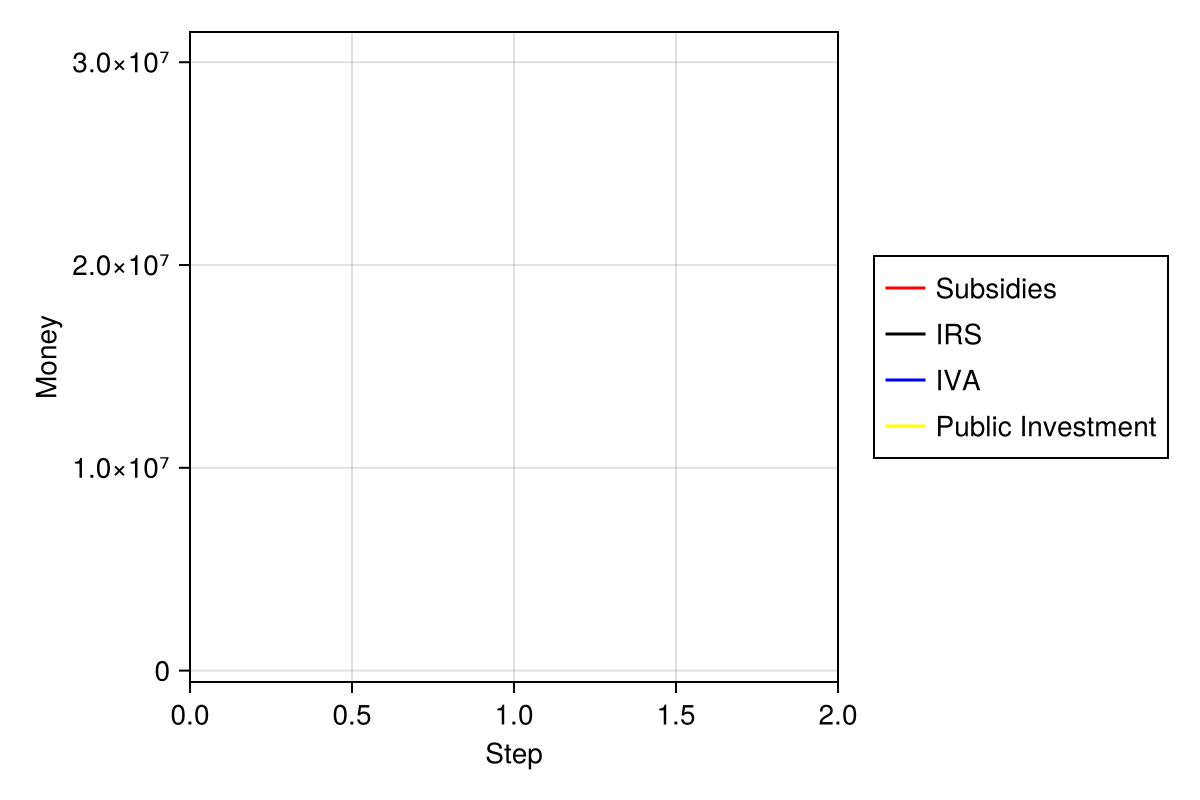 3.0×10⁷
2.0×10⁷
1.0×10⁷
0
Money
0.0 0.5 1.0 1.5 2.0
Step
Subsidies
IRS
IVA
Public Investment